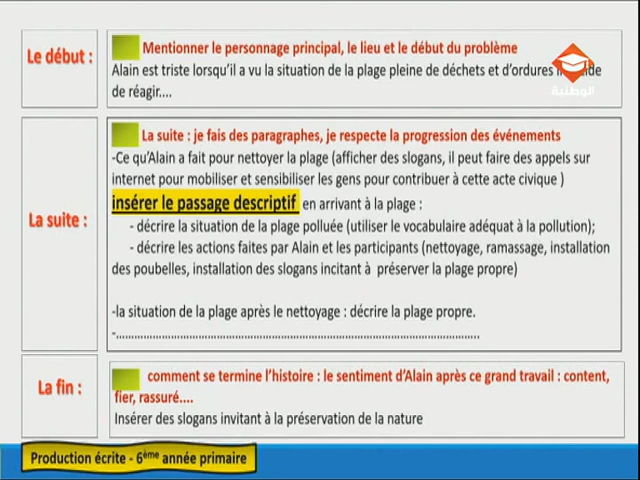 Le début :
Mentionner le personnage principal, le lieu et le début du problème
Alain est triste lorsqu'il a vu la situation de la plage pleine de déchets et d'ordures
de réagir....
الوطنية
La suite :
La suite : je fais des paragraphes, je respecte la progression des événements
-Ce qu'Alain a fait pour nettoyer la plage (afficher des slogans, il peut faire des appels sur
internet pour mobiliser et sensibiliser les gens pour contribuer à cette acte civique )
insérer le passage descriptif en arrivant à la plage :
- décrire la situation de la plage polluée (utiliser le vocabulaire adéquat à la pollution);
- décrire les actions faites par Alain et les participants (nettoyage, ramassage, installation
des poubelles, installation des slogans incitant à préserver la plage propre)
-la situation de la plage après le nettoyage : décrire la plage propre.
-................................................................................................
La fin :
comment se termine l'histoire : le sentiment d'Alain après ce grand travail : content,
fier, rassuré....
Insérer des slogans invitant à la préservation de la nature
Production écrite - 6ème année primaire